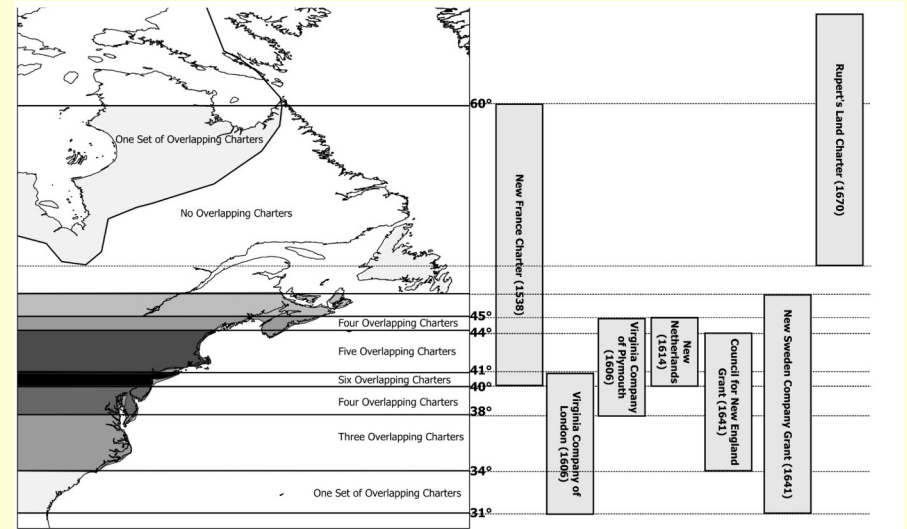 One Set of Overlapping Charters
No Overlapping Charters
Four Overlapping Charters
Five Overlapping Charters
Six Overlapping Charters
Four Overlapping Charters
Three Overlapping Charters
One Set of Overlapping Charters
60°
45°
44°
41°
40°
38°
34°
31°
New France Charter (1538)
Virginia Company of
London (1606)
Virginia Company
of Plymouth
(1606)
New
Netherlands
(1614)
Council for New England
Grant (1641)
New Sweden Company Grant (1641)
Rupert's Land Charter (1670)